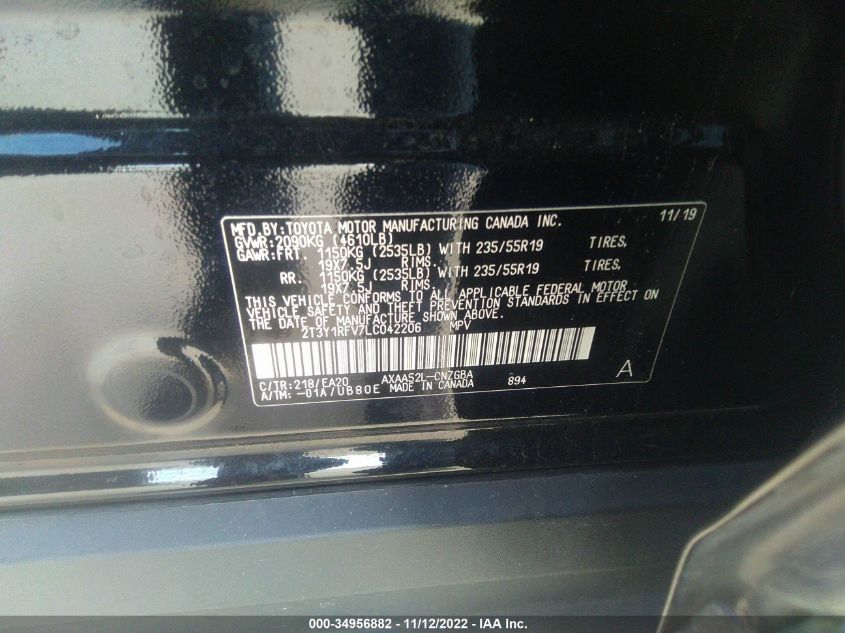 MFD.BY:TOYOTA MOTOR MANUFACTURING CANADA INC. 11/19
GVWR:2090KG (4610LB)
GAWR:FRT. 1150KG (2535LB) WITH 235/55R19 TIRES,
19X7.5J RIMS.
RR. 1150KG (2535LB) WITH 235/55R19 TIRES,
19X7.5J RIMS.
THIS VEHICLE CONFORMS TO ALL APPLICABLE FEDERAL MOTOR
VEHICLE SAFETY AND THEFT PREVENTION STANDARDS IN EFFECT ON
THE DATE OF MANUFACTURE SHOWN ABOVE.
2T3Y1RFV7LC042206 MPV
C/TR:218/EA20 AXAA52L-CNZGBA
A/TM:-01A/UB80E MADE IN CANADA 894 A
000-34956882 - 11/12/2022 - IAA Inc.